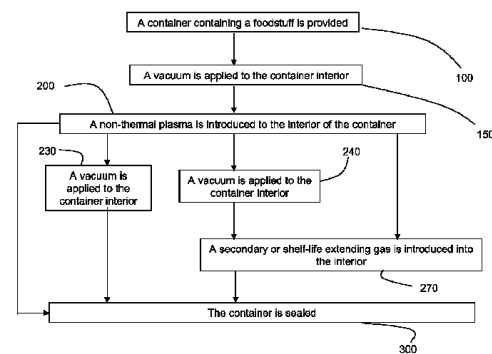 A container containing a foodstuff is provided
100
A vacuum is applied to the container interior
150
200
A non-thermal plasma is introduced to the interior of the container
230
A vacuum is
applied to the
container interior
240
A vacuum is applied to the
container interior
A secondary or shelf-life extending gas is introduced into
the interior
270
The container is sealed
300